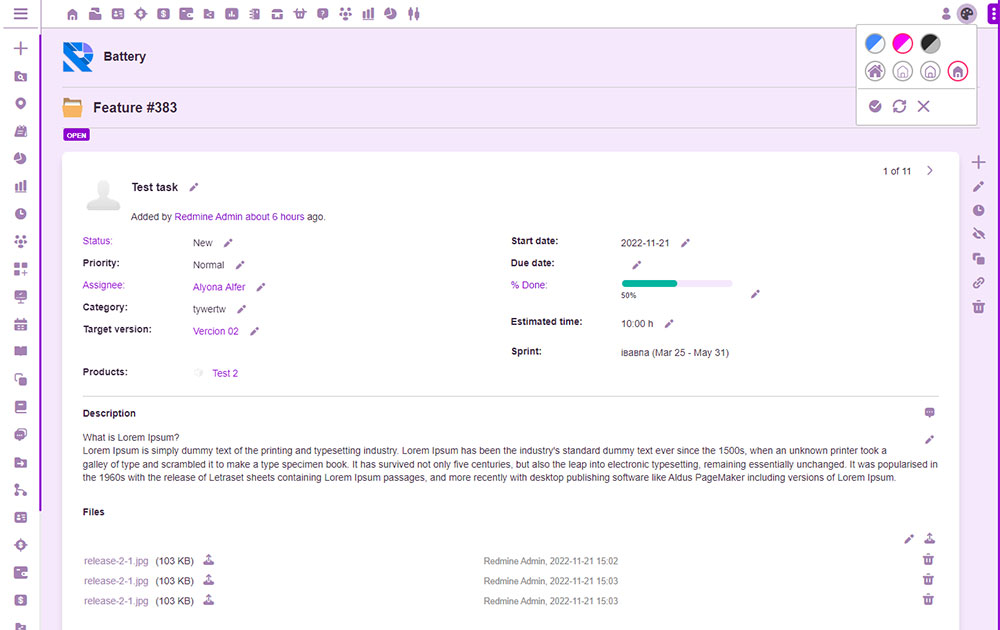 Battery
Feature #383
OPEN
1 of 11
Test task
Added by Redmine Admin about 6 hours ago.
Status: New
Priority: Normal
Assignee: Alyona Alfer
Category: tywertw
Target version: Vercion 02
Products: Test 2
Start date: 2022-11-21
Due date:
% Done: 50%
Estimated time: 10:00 h
Sprint: івавпа (Mar 25 - May 31)
Description
What is Lorem Ipsum?
Lorem Ipsum is simply dummy text of the printing and typesetting industry. Lorem Ipsum has been the industry's standard dummy text ever since the 1500s, when an unknown printer took a
galley of type and scrambled it to make a type specimen book. It has survived not only five centuries, but also the leap into electronic typesetting, remaining essentially unchanged. It was popularised in
the 1960s with the release of Letraset sheets containing Lorem Ipsum passages, and more recently with desktop publishing software like Aldus PageMaker including versions of Lorem Ipsum.
Files
release-2-1.jpg (103 KB) Redmine Admin, 2022-11-21 15:02
release-2-1.jpg (103 KB) Redmine Admin, 2022-11-21 15:03
release-2-1.jpg (103 KB) Redmine Admin, 2022-11-21 15:03